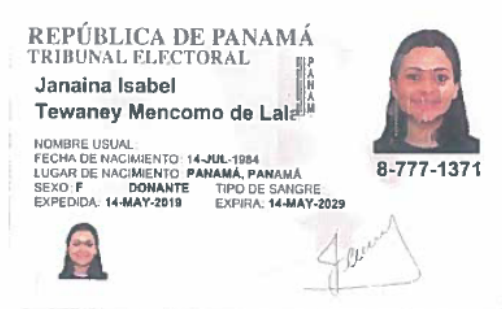 REPÚBLICA DE PANAMÁ
TRIBUNAL ELECTORAL
PANAM
Janaina Isabel
Tewaney Mencomo de Lala
NOMBRE USUAL:
FECHA DE NACIMIENTO: 14-JUL-1984
LUGAR DE NACIMIENTO: PANAMÁ, PANAMÁ
SEXO: F DONANTE TIPO DE SANGRE:
EXPEDIDA: 14-MAY-2019 EXPIRA: 14-MAY-2029
8-777-1371